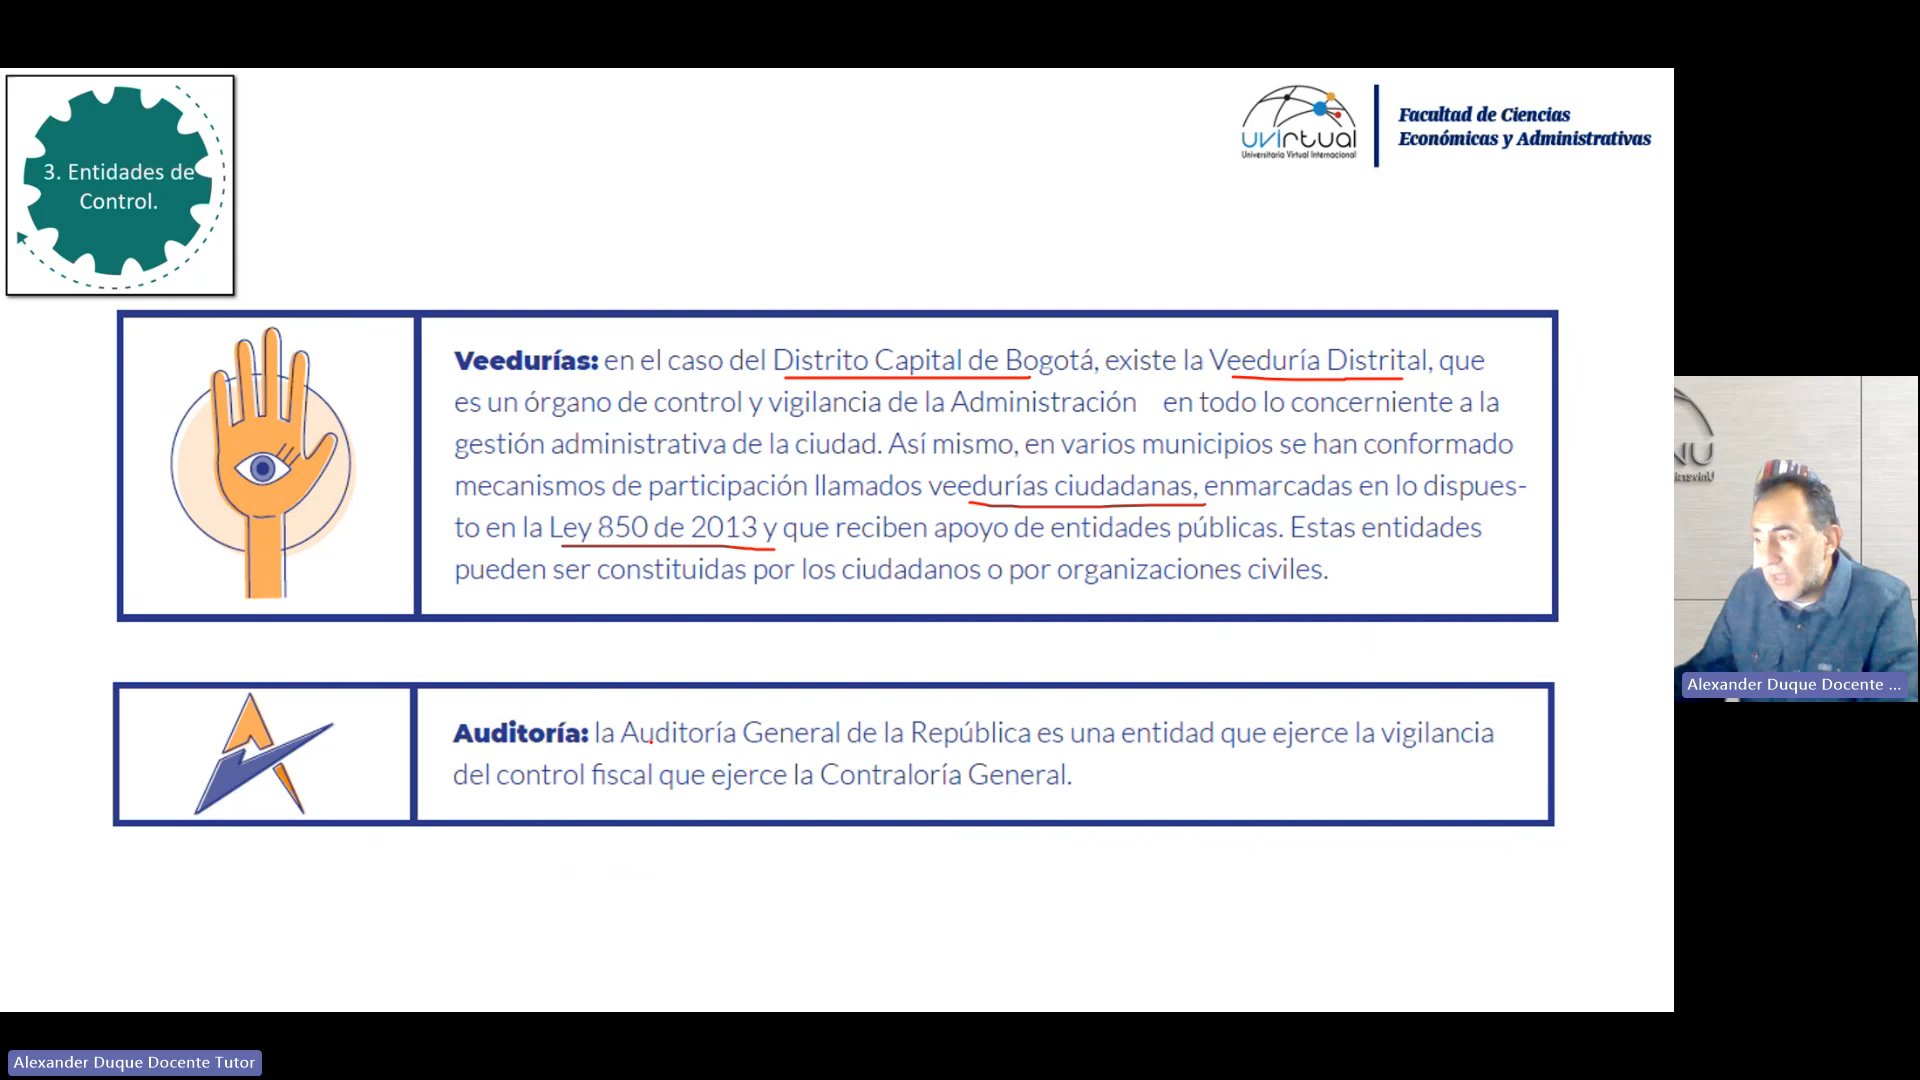 3. Entidades de
Control.
uvirtual
Universitaria Virtual Internacional
Facultad de Ciencias
Económicas y Administrativas
Veedurías: en el caso del Distrito Capital de Bogotá, existe la Veeduría Distrital, que
es un órgano de control y vigilancia de la Administración en todo lo concerniente a la
gestión administrativa de la ciudad. Así mismo, en varios municipios se han conformado
mecanismos de participación llamados veedurías ciudadanas, enmarcadas en lo dispues-
to en la Ley 850 de 2013 y que reciben apoyo de entidades públicas. Estas entidades
pueden ser constituidas por los ciudadanos o por organizaciones civiles.
Auditoría: la Auditoría General de la República es una entidad que ejerce la vigilancia
del control fiscal que ejerce la Contraloría General.
Alexander Duque Docente ...
Alexander Duque Docente Tutor